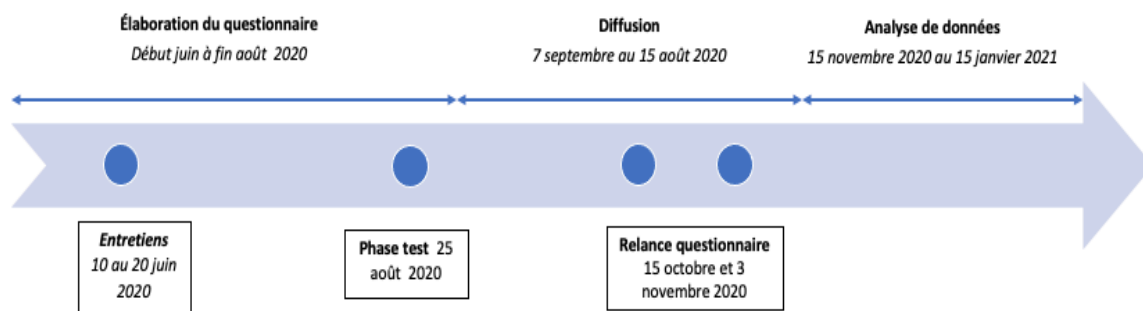 Élaboration du questionnaire
Début juin à fin août 2020
Diffusion
7 septembre au 15 août 2020
Analyse de données
15 novembre 2020 au 15 janvier 2021
Entretiens
10 au 20 juin
2020
Phase test 25
août 2020
Relance questionnaire
15 octobre et 3
novembre 2020